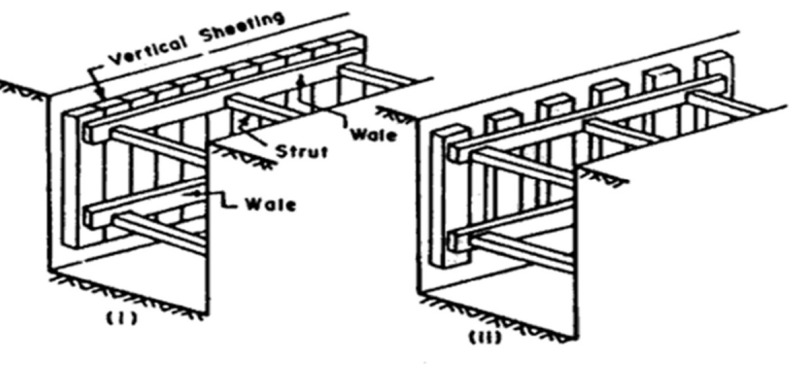 Vertical Sheeting
Wale
Strut
Wale
(I)
(II)